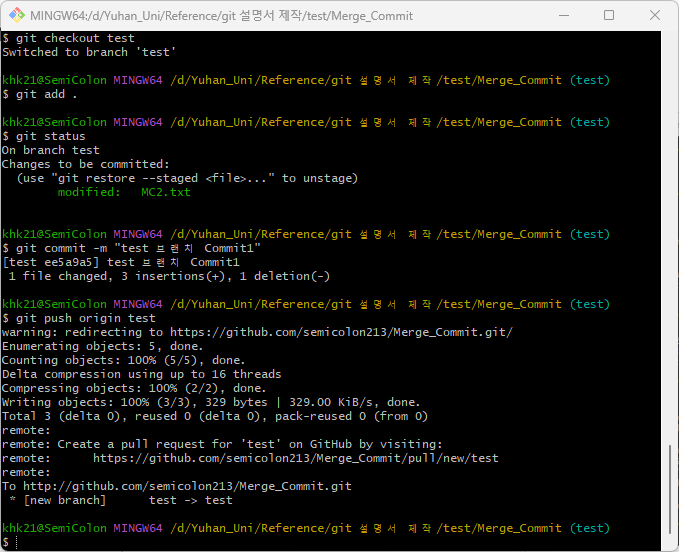 MINGW64:/d/Yuhan_Uni/Reference/git 설명서 제작/test/Merge_Commit
$ git checkout test
Switched to branch 'test'
khk21@SemiColon MINGW64 /d/Yuhan_Uni/Reference/git 설명서 제작/test/Merge_Commit (test)
$ git add .
khk21@SemiColon MINGW64 /d/Yuhan_Uni/Reference/git 설명서 제작/test/Merge_Commit (test)
$ git status
On branch test
Changes to be committed:
(use "git restore --staged <file>..." to unstage)
modified: MC2.txt
khk21@SemiColon MINGW64 /d/Yuhan_Uni/Reference/git 설명서 제작/test/Merge_Commit (test)
$ git commit -m "test 브랜치 Commit1"
[test ee5a9a5] test 브랜치 Commit1
1 file changed, 3 insertions(+), 1 deletion(-)
khk21@SemiColon MINGW64 /d/Yuhan_Uni/Reference/git 설명서 제작/test/Merge_Commit (test)
$ git push origin test
warning: redirecting to https://github.com/semicolon213/Merge_Commit.git/
Enumerating objects: 5, done.
Counting objects: 100% (5/5), done.
Delta compression using up to 16 threads
Compressing objects: 100% (2/2), done.
Writing objects: 100% (3/3), 329 bytes | 329.00 KiB/s, done.
Total 3 (delta 0), reused 0 (delta 0), pack-reused 0 (from 0)
remote:
remote: Create a pull request for 'test' on GitHub by visiting:
remote: https://github.com/semicolon213/Merge_Commit/pull/new/test
remote:
To http://github.com/semicolon213/Merge_Commit.git
* [new branch] test -> test
khk21@SemiColon MINGW64 /d/Yuhan_Uni/Reference/git 설명서 제작/test/Merge_Commit (test)
$